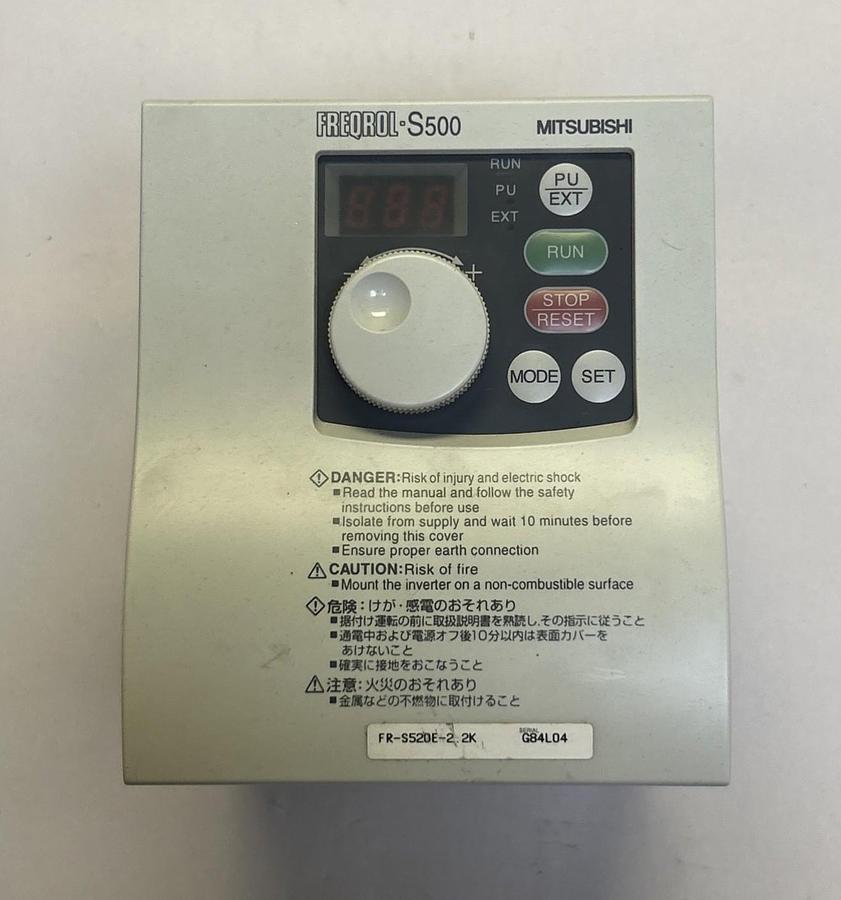 FREQROL-S500 MITSUBISHI
RUN
PU
EXT
PU
EXT
RUN
− +
STOP
RESET
MODE SET
DANGER:Risk of injury and electric shock
■Read the manual and follow the safety
instructions before use
■Isolate from supply and wait 10 minutes before
removing this cover
■Ensure proper earth connection
CAUTION:Risk of fire
■Mount the inverter on a non-combustible surface
危険：けが・感電のおそれあり
■据付け運転の前に取扱説明書を熟読し,その指示に従うこと
■通電中および電源オフ後10分以内は表面カバーを
あけないこと
■確実に接地をおこなうこと
注意：火災のおそれあり
■金属などの不燃物に取付けること
SERIAL
FR-S520E-2.2K G84L04